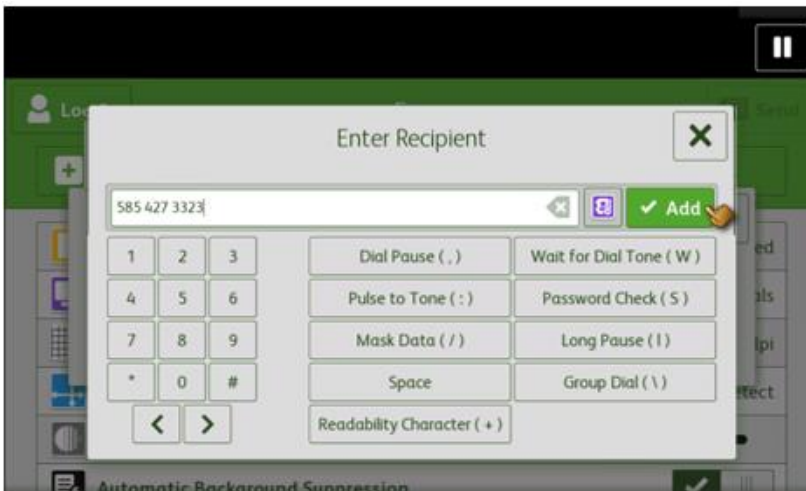 Send
Enter Recipient
585 427 3323
Add
1 2 3 Dial Pause ( , ) Wait for Dial Tone ( W )
4 5 6 Pulse to Tone ( : ) Password Check ( S )
7 8 9 Mask Data ( / ) Long Pause ( | )
* 0 # Space Group Dial ( \ )
Readability Character ( + )
Automatic Background Suppression